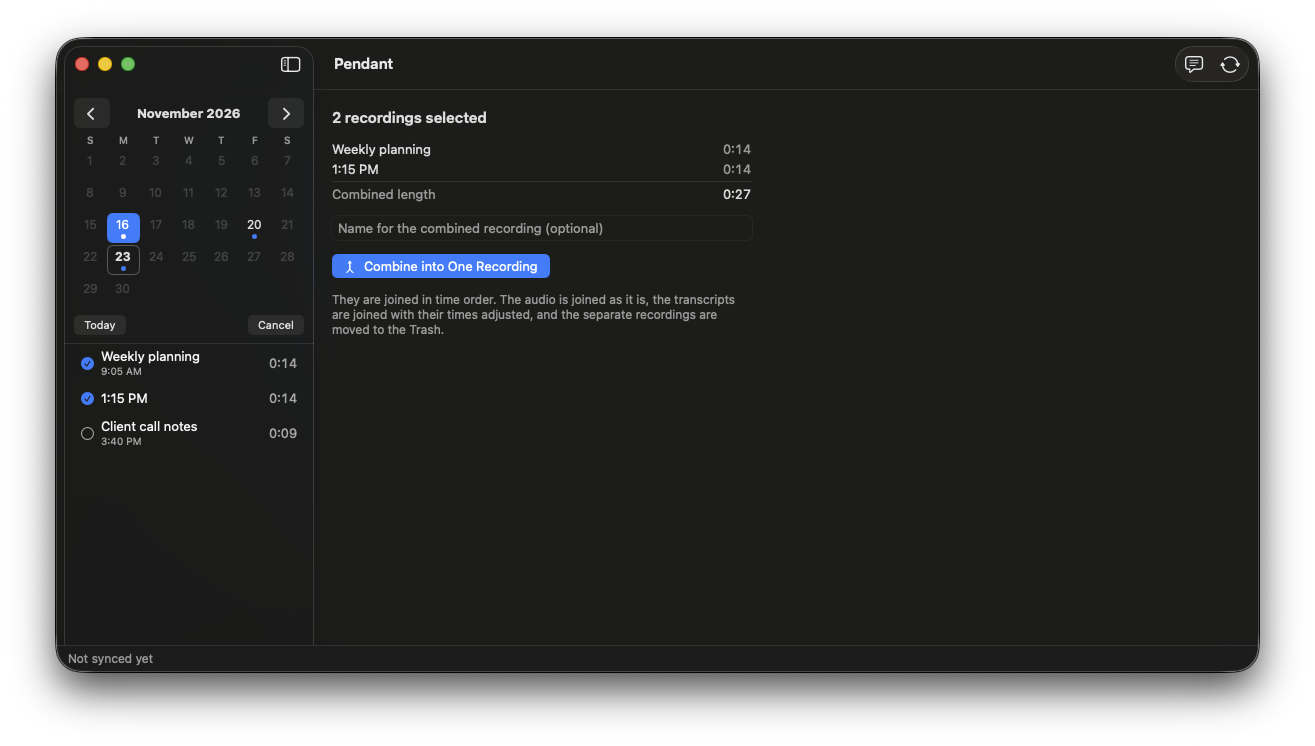 Pendant
November 2026
S M T W T F S
1 2 3 4 5 6 7
8 9 10 11 12 13 14
15 16 17 18 19 20 21
22 23 24 25 26 27 28
29 30
Today Cancel
Weekly planning 0:14
9:05 AM
1:15 PM 0:14
Client call notes 0:09
3:40 PM
2 recordings selected
Weekly planning 0:14
1:15 PM 0:14
Combined length 0:27
Name for the combined recording (optional)
Combine into One Recording
They are joined in time order. The audio is joined as it is, the transcripts
are joined with their times adjusted, and the separate recordings are
moved to the Trash.
Not synced yet